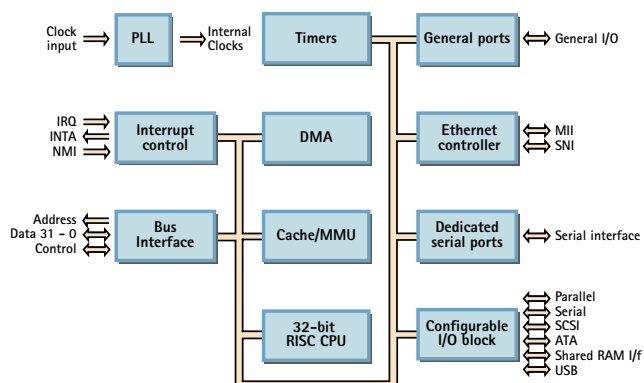 Clock
input
PLL
Internal
Clocks
Timers
General ports
General I/O
IRQ
INTA
NMI
Interrupt
control
DMA
Ethernet
controller
MII
SNI
Address
Data 31 - 0
Control
Bus
Interface
Cache/MMU
Dedicated
serial ports
Serial interface
32-bit
RISC CPU
Configurable
I/O block
Parallel
Serial
SCSI
ATA
Shared RAM I/f
USB